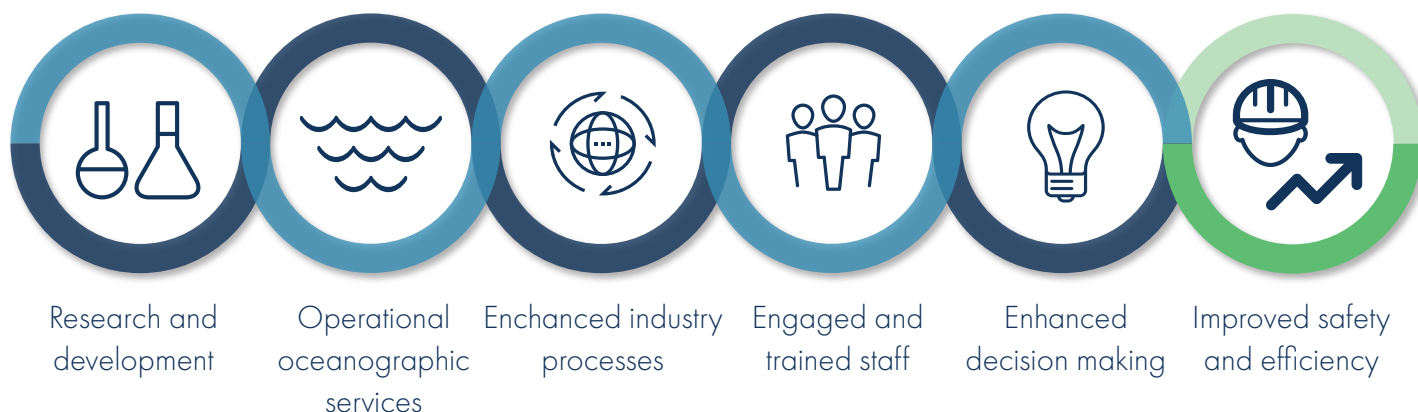 Research and
development
Operational
oceanographic
services
Enchanced industry
processes
Engaged and
trained staff
Enhanced
decision making
Improved safety
and efficiency